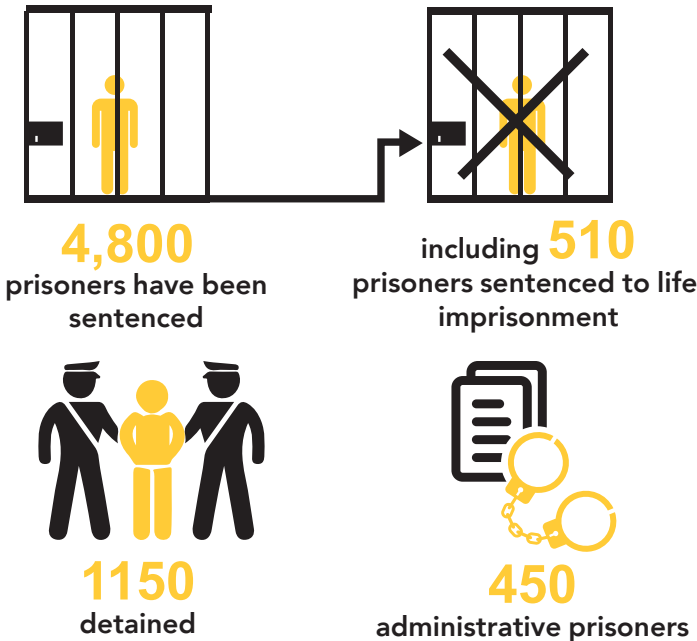 4,800
prisoners have been
sentenced
including 510
prisoners sentenced to life
imprisonment
1150
detained
450
administrative prisoners